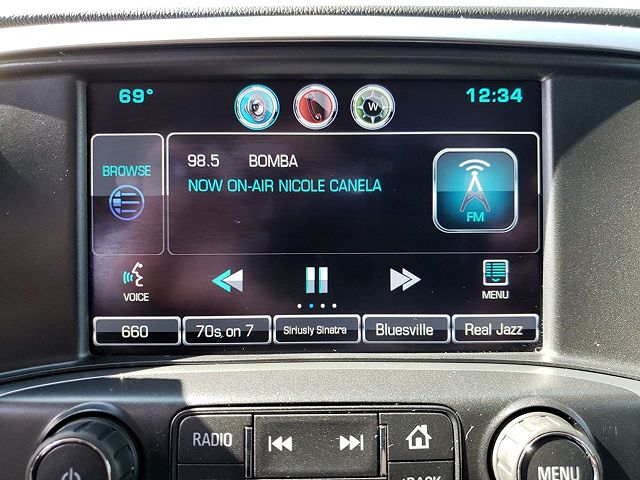 69° W 12:34
BROWSE
98.5 BOMBA
NOW ON-AIR NICOLE CANELA
FM
VOICE
MENU
660 70s on 7 Siriusly Sinatra Bluesville Real Jazz
RADIO
BACK
MENU